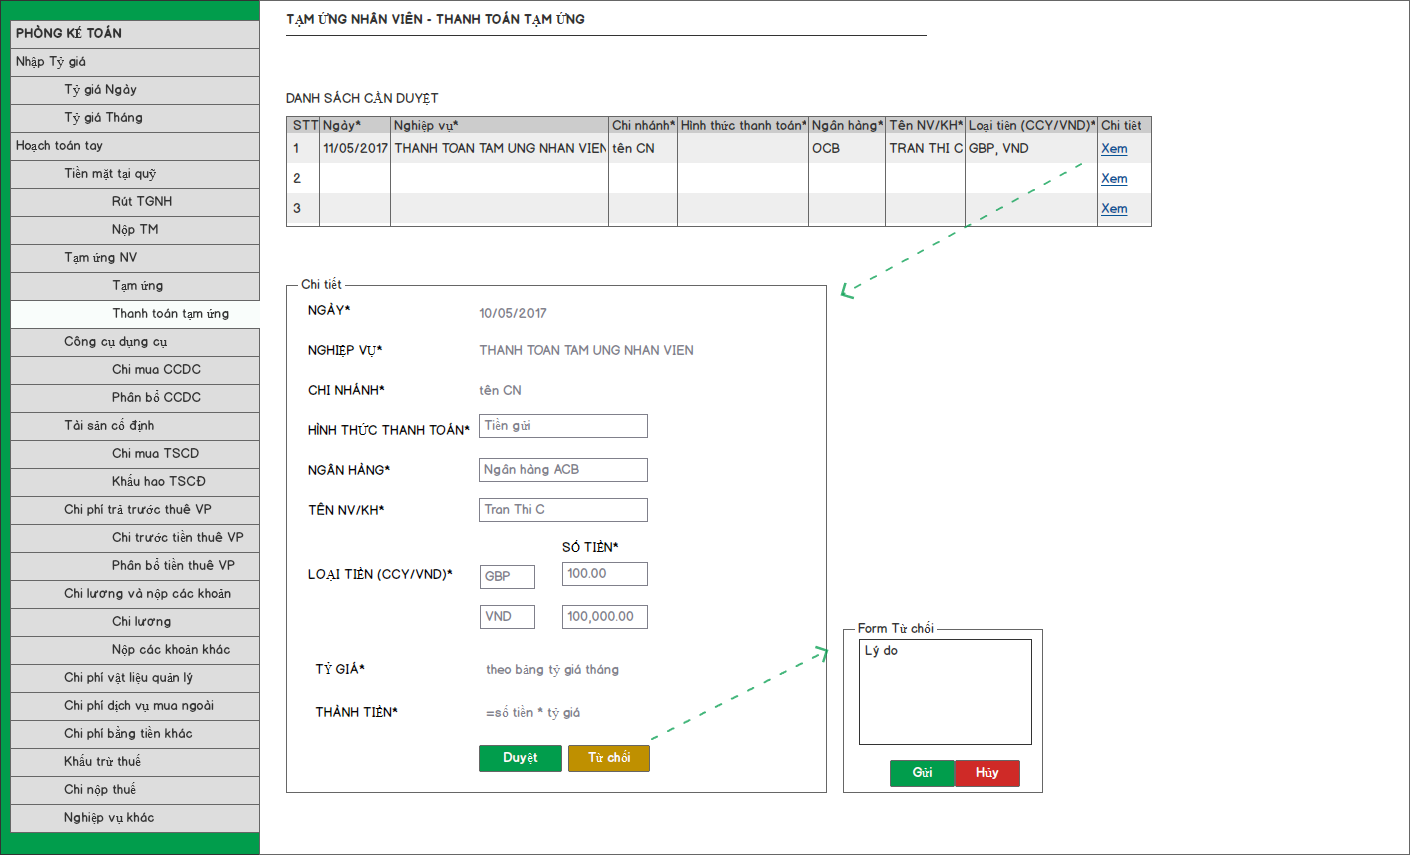 PHÒNG KẾ TOÁN
Nhập Tỷ giá
Tỷ giá Ngày
Tỷ giá Tháng
Hoạch toán tay
Tiền mặt tại quỹ
Rút TGNH
Nộp TM
Tạm ứng NV
Tạm ứng
Thanh toán tạm ứng
Công cụ dụng cụ
Chi mua CCDC
Phân bổ CCDC
Tài sản cố định
Chi mua TSCD
Khấu hao TSCĐ
Chi phí trả trước thuê VP
Chi trước tiền thuê VP
Phân bổ tiền thuê VP
Chi lương và nộp các khoản
Chi lương
Nộp các khoản khác
Chi phí vật liệu quản lý
Chi phí dịch vụ mua ngoài
Chi phí bằng tiền khác
Khấu trừ thuế
Chi nộp thuế
Nghiệp vụ khác
TẠM ỨNG NHÂN VIÊN - THANH TOÁN TẠM ỨNG
DANH SÁCH CẦN DUYỆT
STT Ngày* Nghiệp vụ* Chi nhánh* Hình thức thanh toán* Ngân hàng* Tên NV/KH* Loại tiền (CCY/VND)* Chi tiêt
1 11/05/2017 THANH TOAN TAM UNG NHAN VIEN tên CN OCB TRAN THI C GBP, VND Xem
2 Xem
3 Xem
Chi tiết
NGÀY* 10/05/2017
NGHIỆP VỤ* THANH TOAN TAM UNG NHAN VIEN
CHI NHÁNH* tên CN
HÌNH THỨC THANH TOÁN* Tiền gửi
NGÂN HÀNG* Ngân hàng ACB
TÊN NV/KH* Tran Thi C
SỐ TIỀN*
LOẠI TIỀN (CCY/VND)* GBP 100.00
VND 100,000.00
TỶ GIÁ* theo bảng tỷ giá tháng
THÀNH TIỀN* =số tiền * tỷ giá
Duyệt Từ chối
Form Từ chối
Lý do
Gửi Hủy